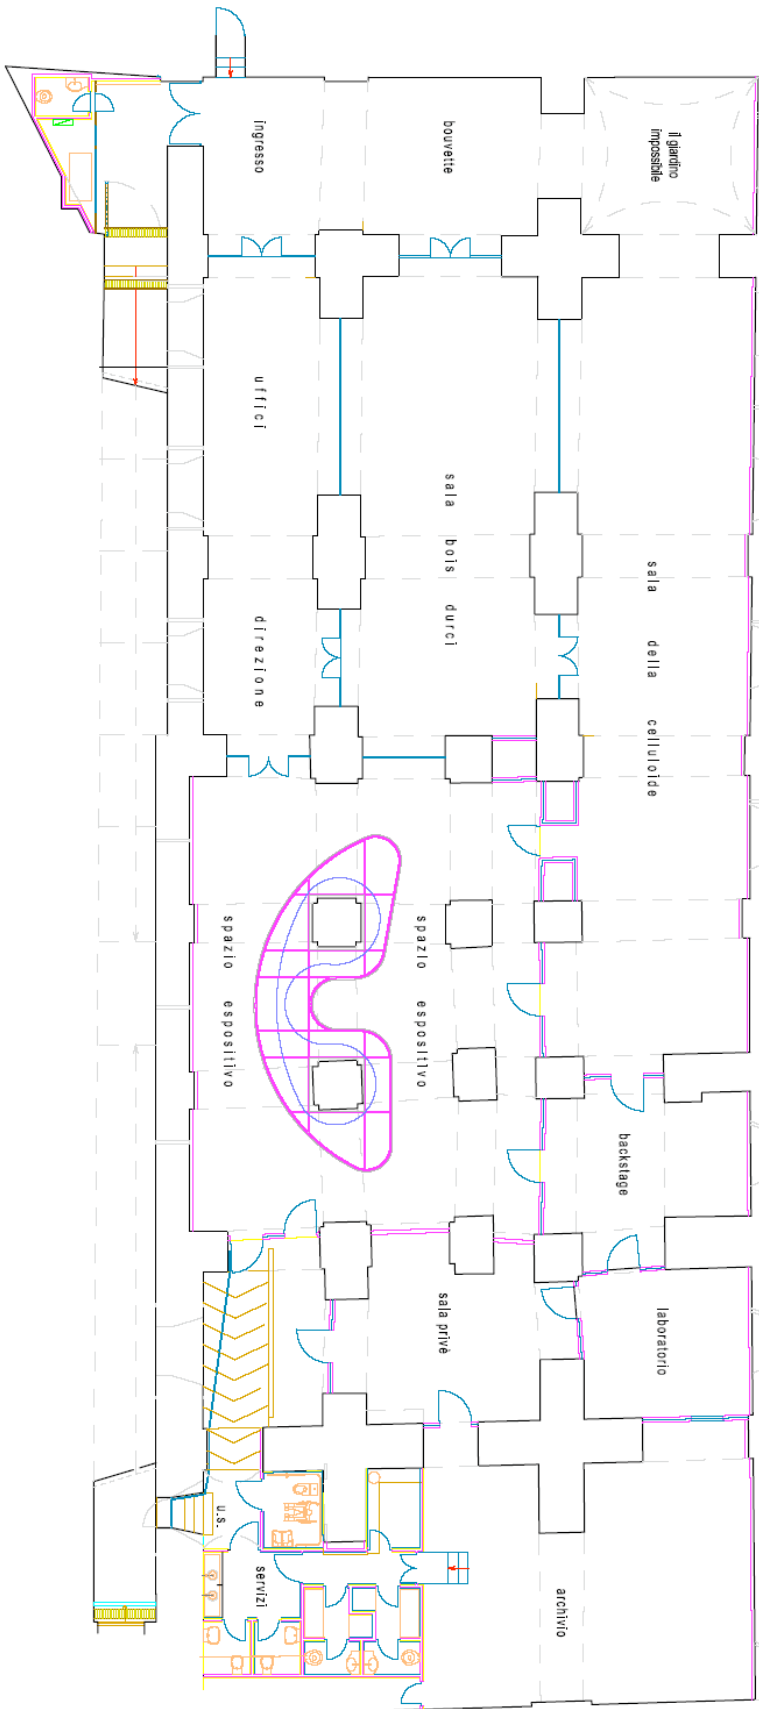 ingresso
bouvette
il giardino
impossibile
uffici
sala bois durci
direzione
sala della celluloide
spazio espositivo
spazio espositivo
backstage
sala privè
laboratorio
u.s.
servizi
archivio